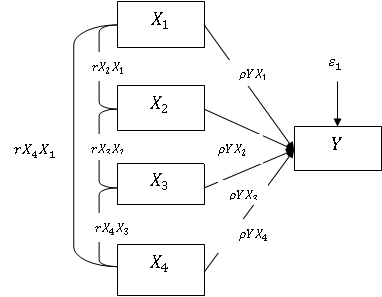 X₁
rX₂X₁
ρYX₁
ε₁
X₂
rX₄X₁
rX₃X₂
ρYX₂
Y
X₃
ρYX₃
rX₄X₃
ρYX₄
X₄